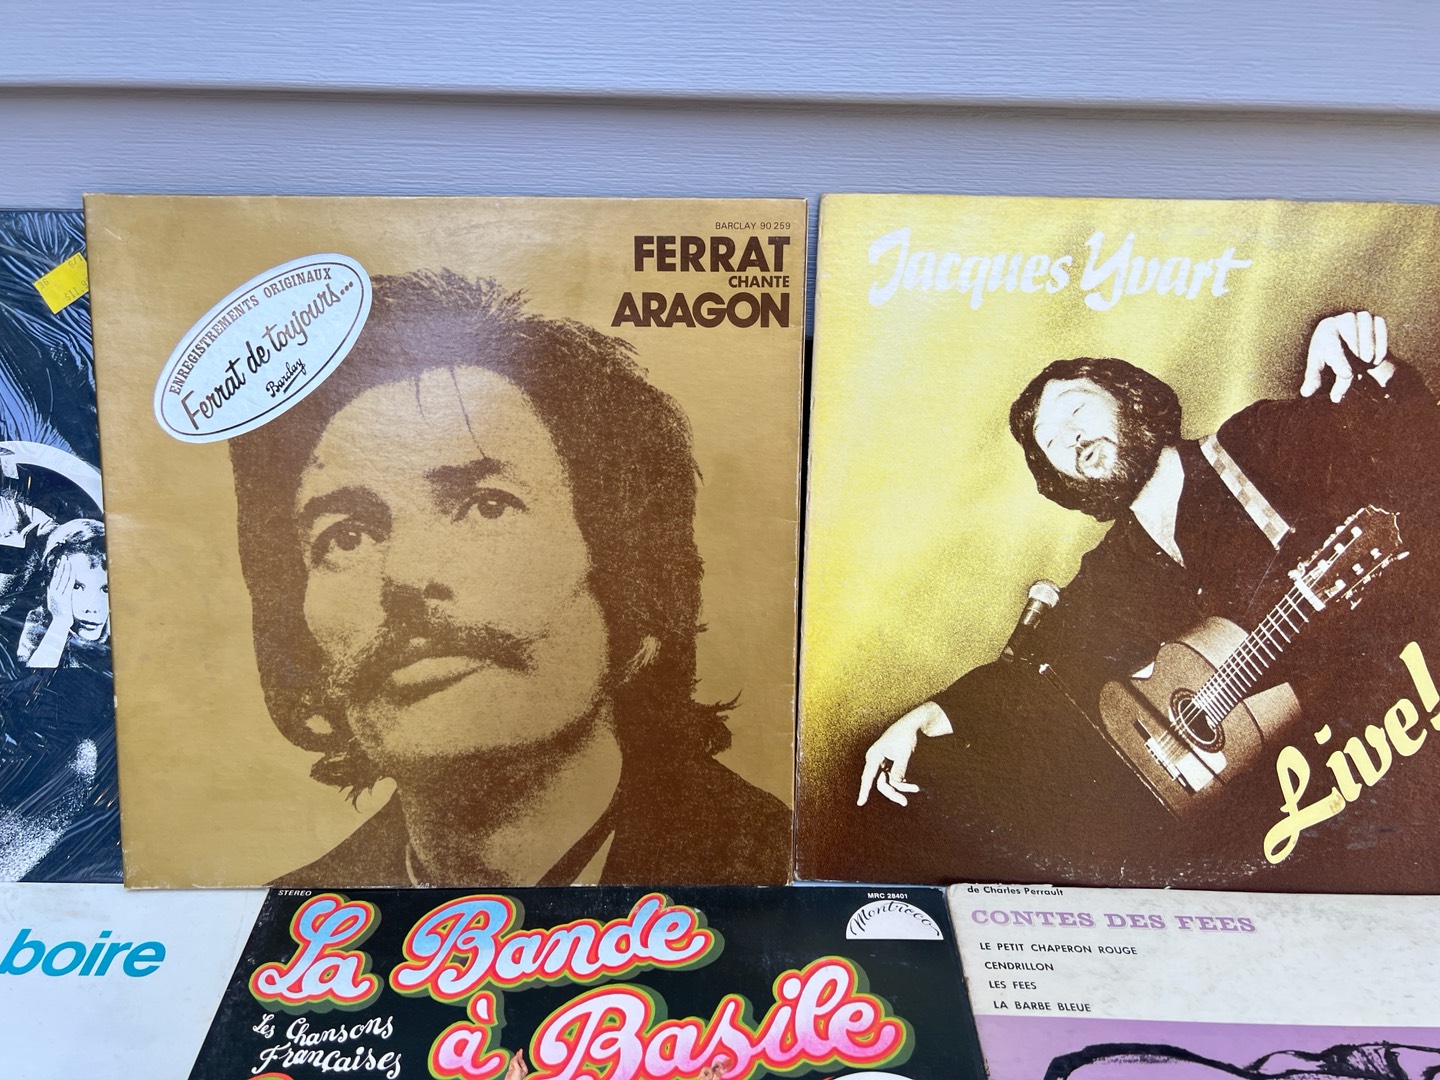 BARCLAY 90 259
FERRAT
CHANTE
ARAGON
ENREGISTREMENTS ORIGINAUX
Ferrat de toujours...
Barclay
Jacques Yvart
Live!
boire
STEREO
MRC 28401
Montrocco
La Bande
à Basile
Les Chansons
Françaises
de Charles Perrault
CONTES DES FEES
LE PETIT CHAPERON ROUGE
CENDRILLON
LES FEES
LA BARBE BLEUE